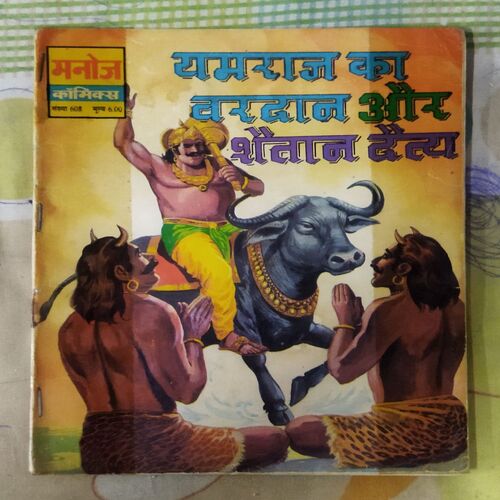 मनोज
कॉमिक्स
संख्या 608 मूल्य 6.00
यमराज का
वरदान और
शैतान दैत्य